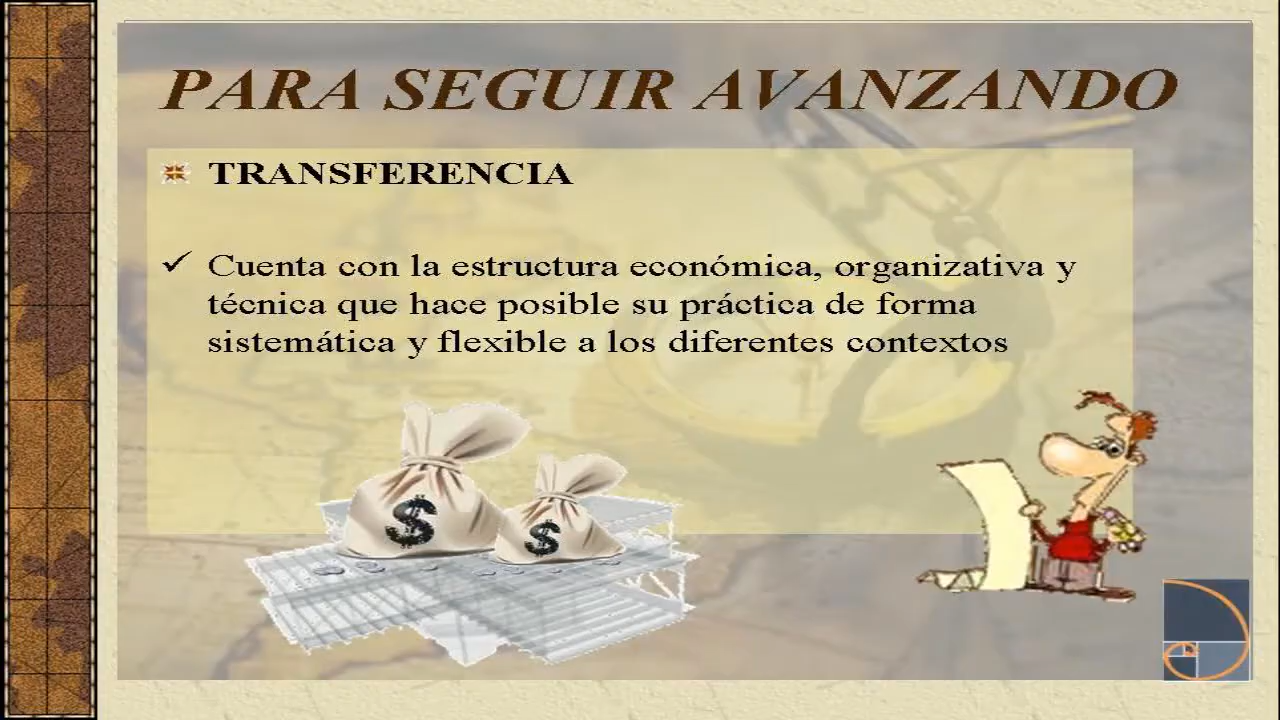 PARA SEGUIR AVANZANDO
TRANSFERENCIA
Cuenta con la estructura económica, organizativa y
técnica que hace posible su práctica de forma
sistemática y flexible a los diferentes contextos
$
$